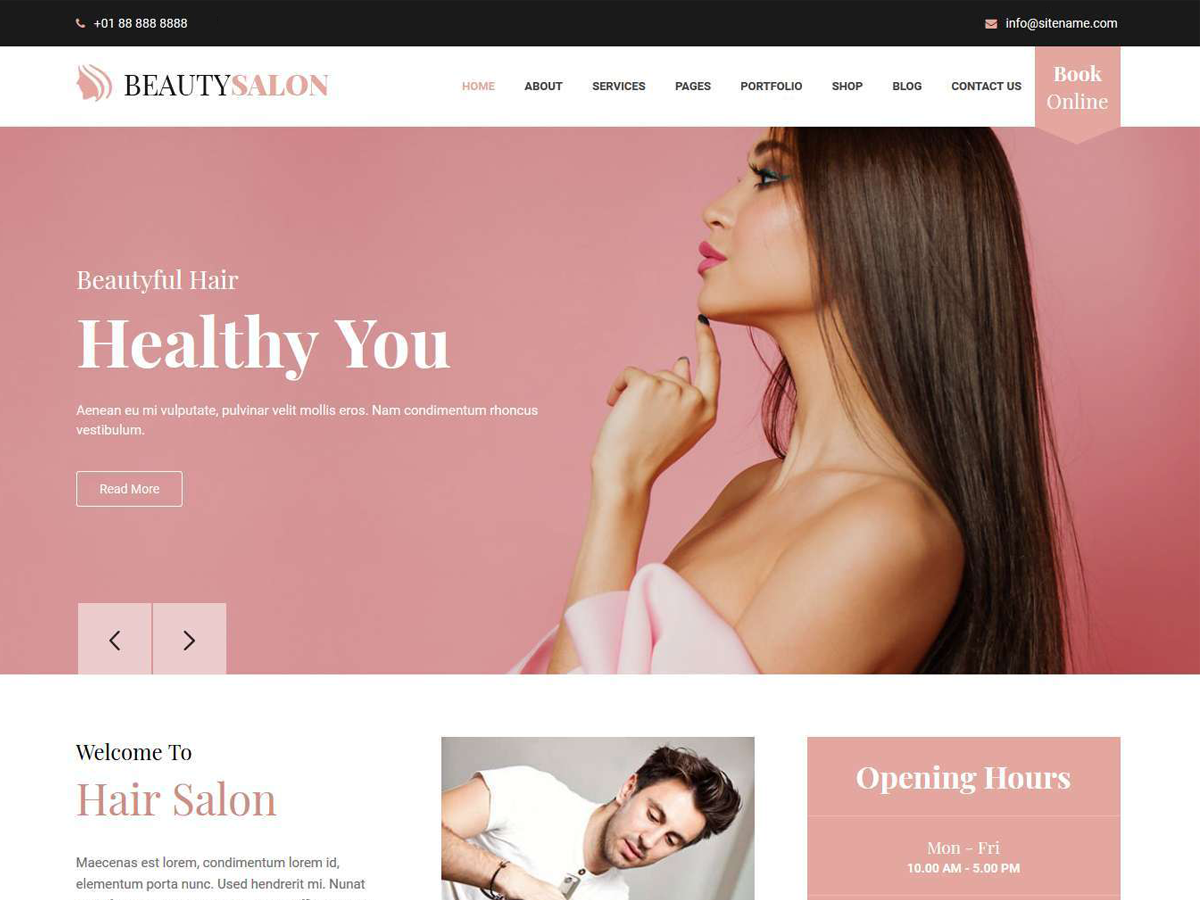 +01 88 888 8888
info@sitename.com
BEAUTYSALON
HOME ABOUT SERVICES PAGES PORTFOLIO SHOP BLOG CONTACT US
Book
Online
Beautyful Hair
Healthy You
Aenean eu mi vulputate, pulvinar velit mollis eros. Nam condimentum rhoncus
vestibulum.
Read More
Welcome To
Hair Salon
Maecenas est lorem, condimentum lorem id,
elementum porta nunc. Used hendrerit mi. Nunat
Opening Hours
Mon - Fri
10.00 AM - 5.00 PM